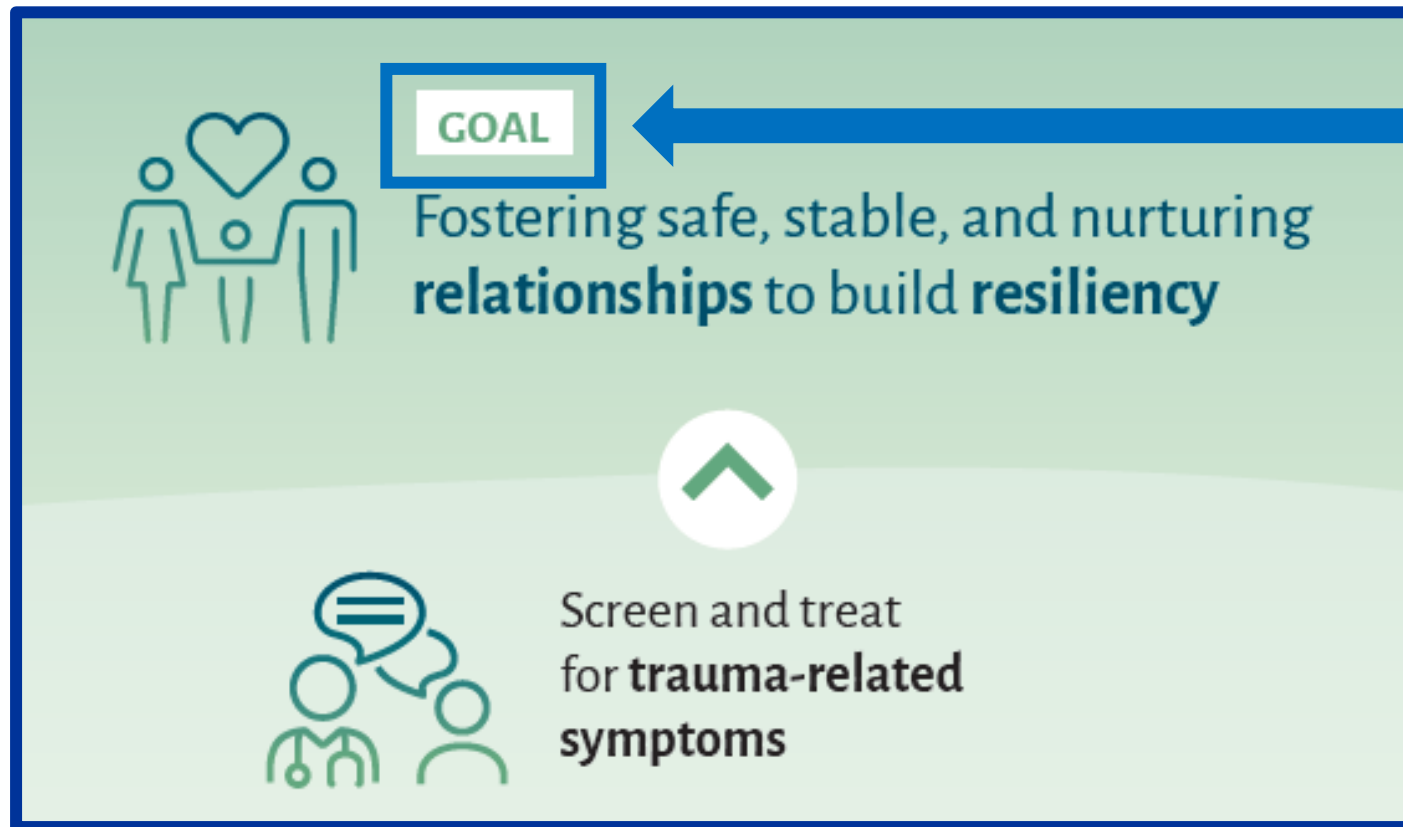 GOAL
Fostering safe, stable, and nurturing
relationships to build resiliency
Screen and treat
for trauma-related
symptoms